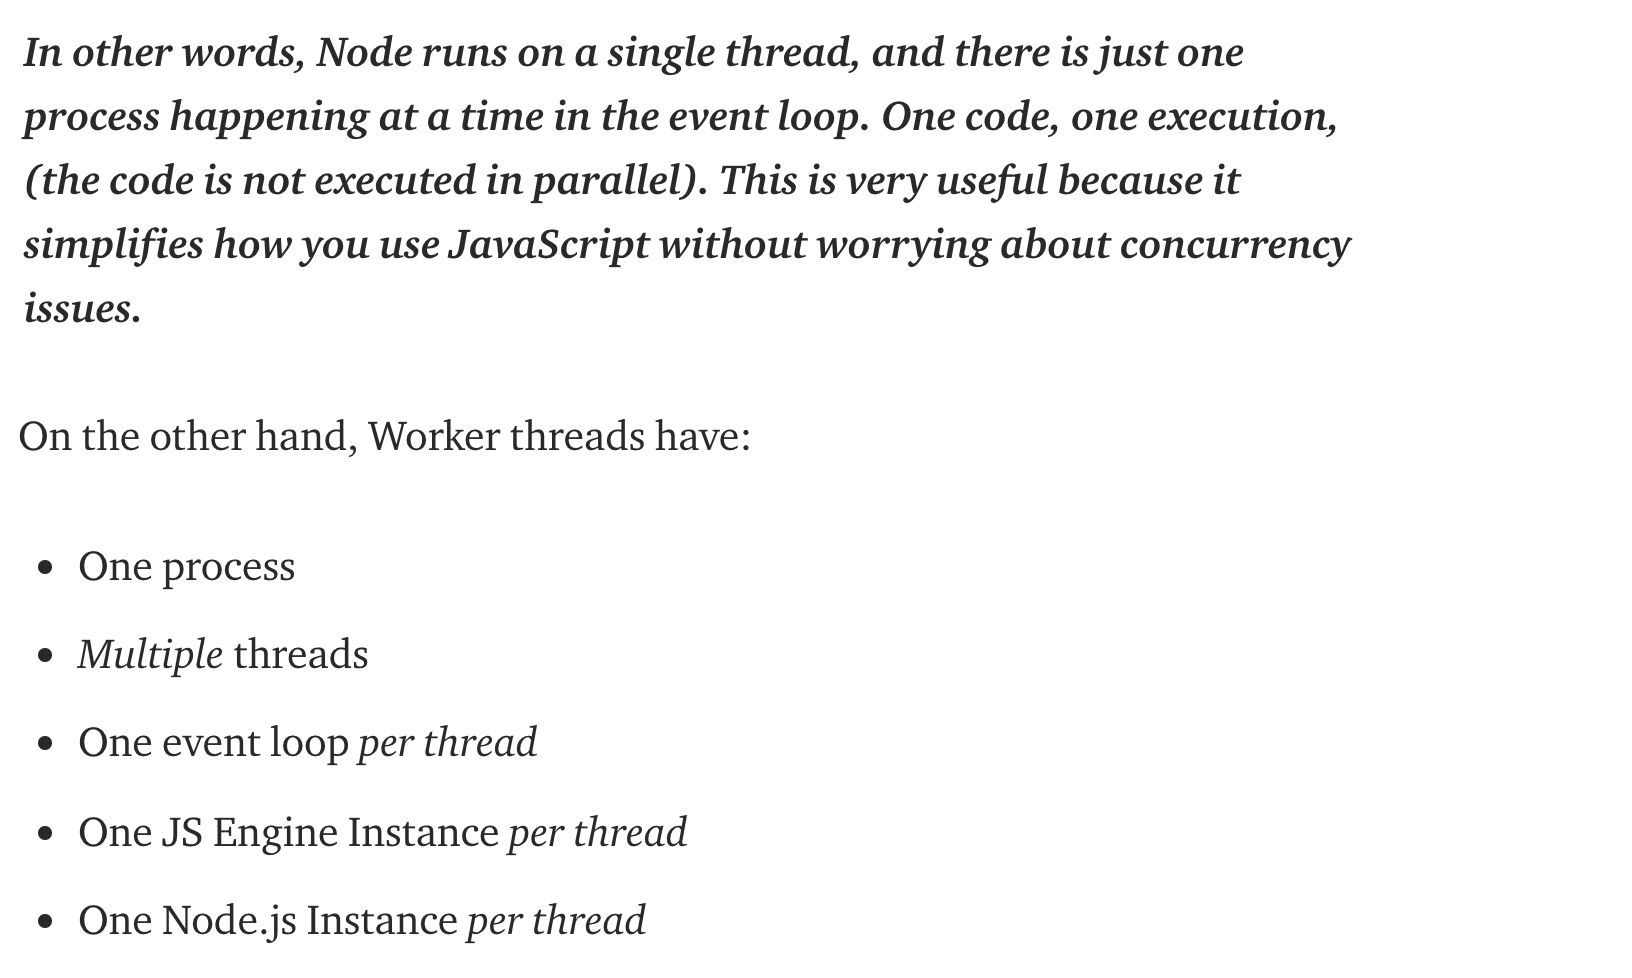 In other words, Node runs on a single thread, and there is just one
process happening at a time in the event loop. One code, one execution,
(the code is not executed in parallel). This is very useful because it
simplifies how you use JavaScript without worrying about concurrency
issues.
On the other hand, Worker threads have:
• One process
• Multiple threads
• One event loop per thread
• One JS Engine Instance per thread
• One Node.js Instance per thread